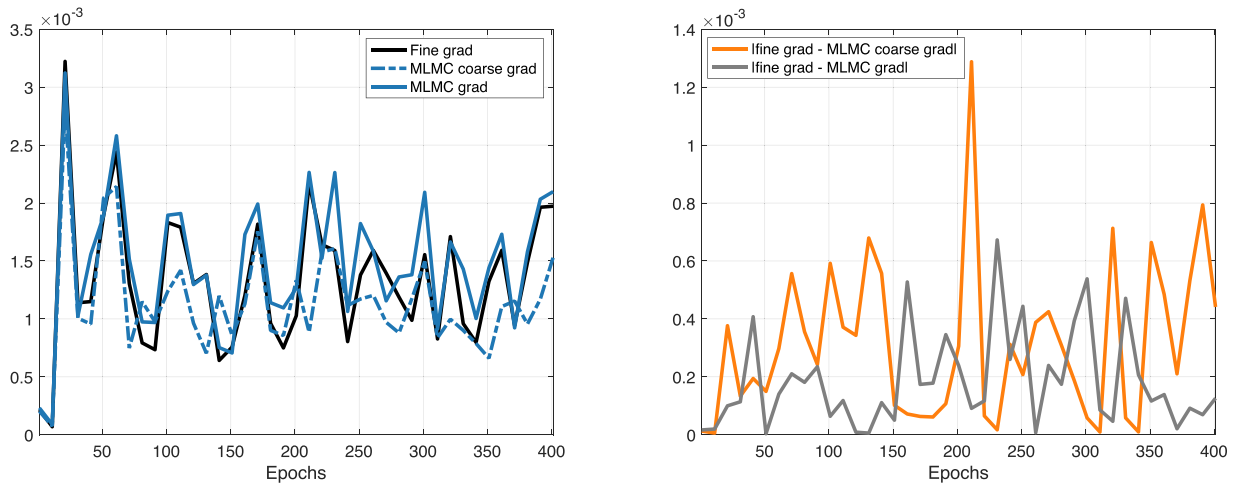 ×10⁻³
3.5
3
2.5
2
1.5
1
0.5
0
Fine grad
MLMC coarse grad
MLMC grad
50 100 150 200 250 300 350 400
Epochs
×10⁻³
1.4
1.2
1
0.8
0.6
0.4
0.2
0
Ifine grad - MLMC coarse gradl
Ifine grad - MLMC gradl
50 100 150 200 250 300 350 400
Epochs